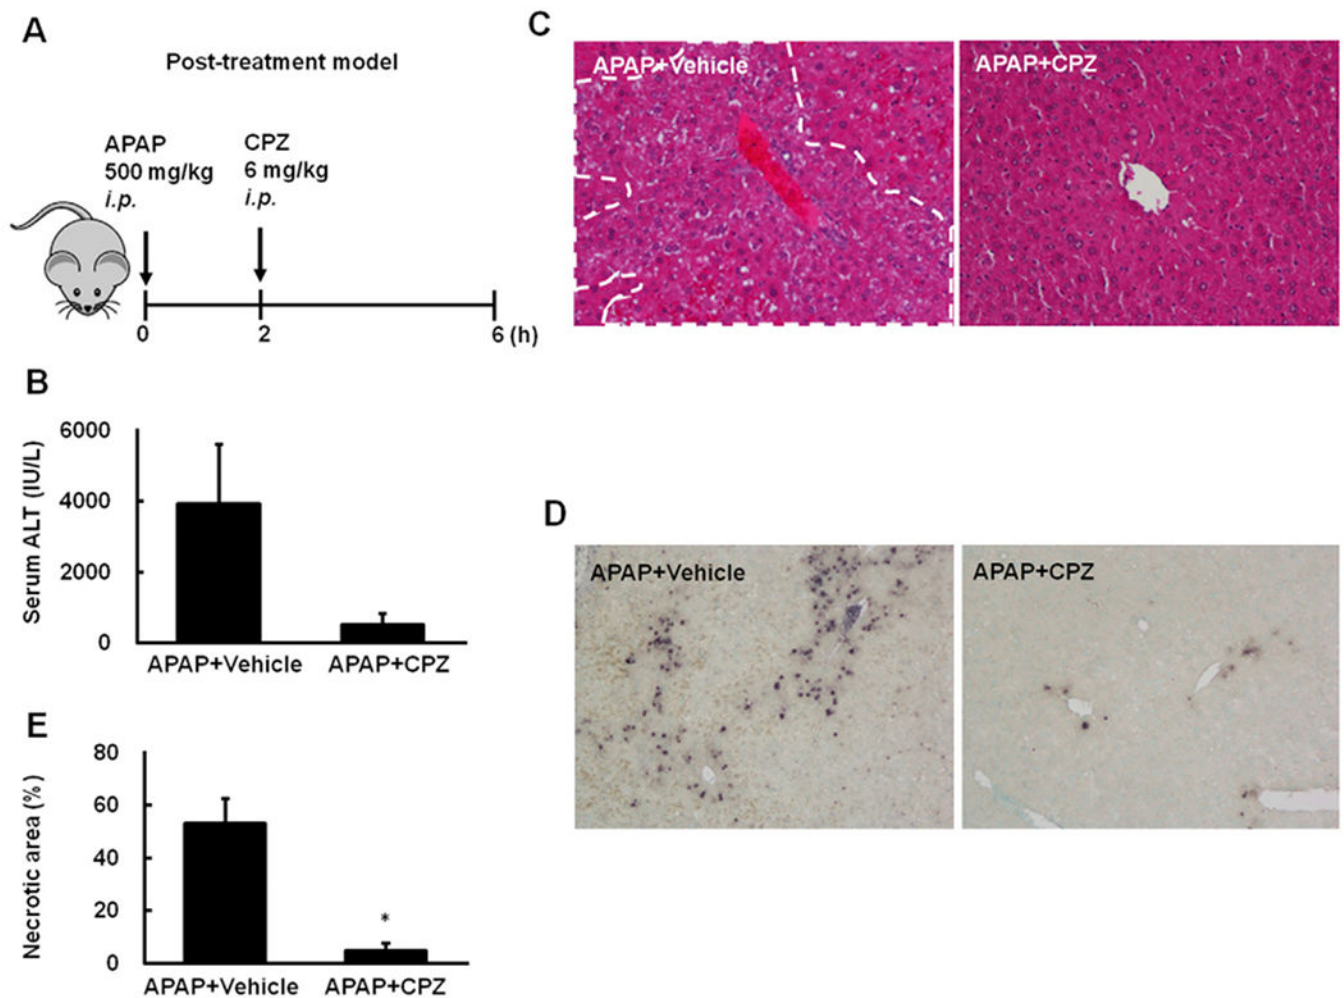 A
Post-treatment model
APAP
500 mg/kg
i.p.
CPZ
6 mg/kg
i.p.
0
2
6 (h)
B
Serum ALT (IU/L)
6000
4000
2000
0
APAP+Vehicle
APAP+CPZ
E
Necrotic area (%)
80
60
40
20
0
*
APAP+Vehicle
APAP+CPZ
C
APAP+Vehicle
APAP+CPZ
D
APAP+Vehicle
APAP+CPZ